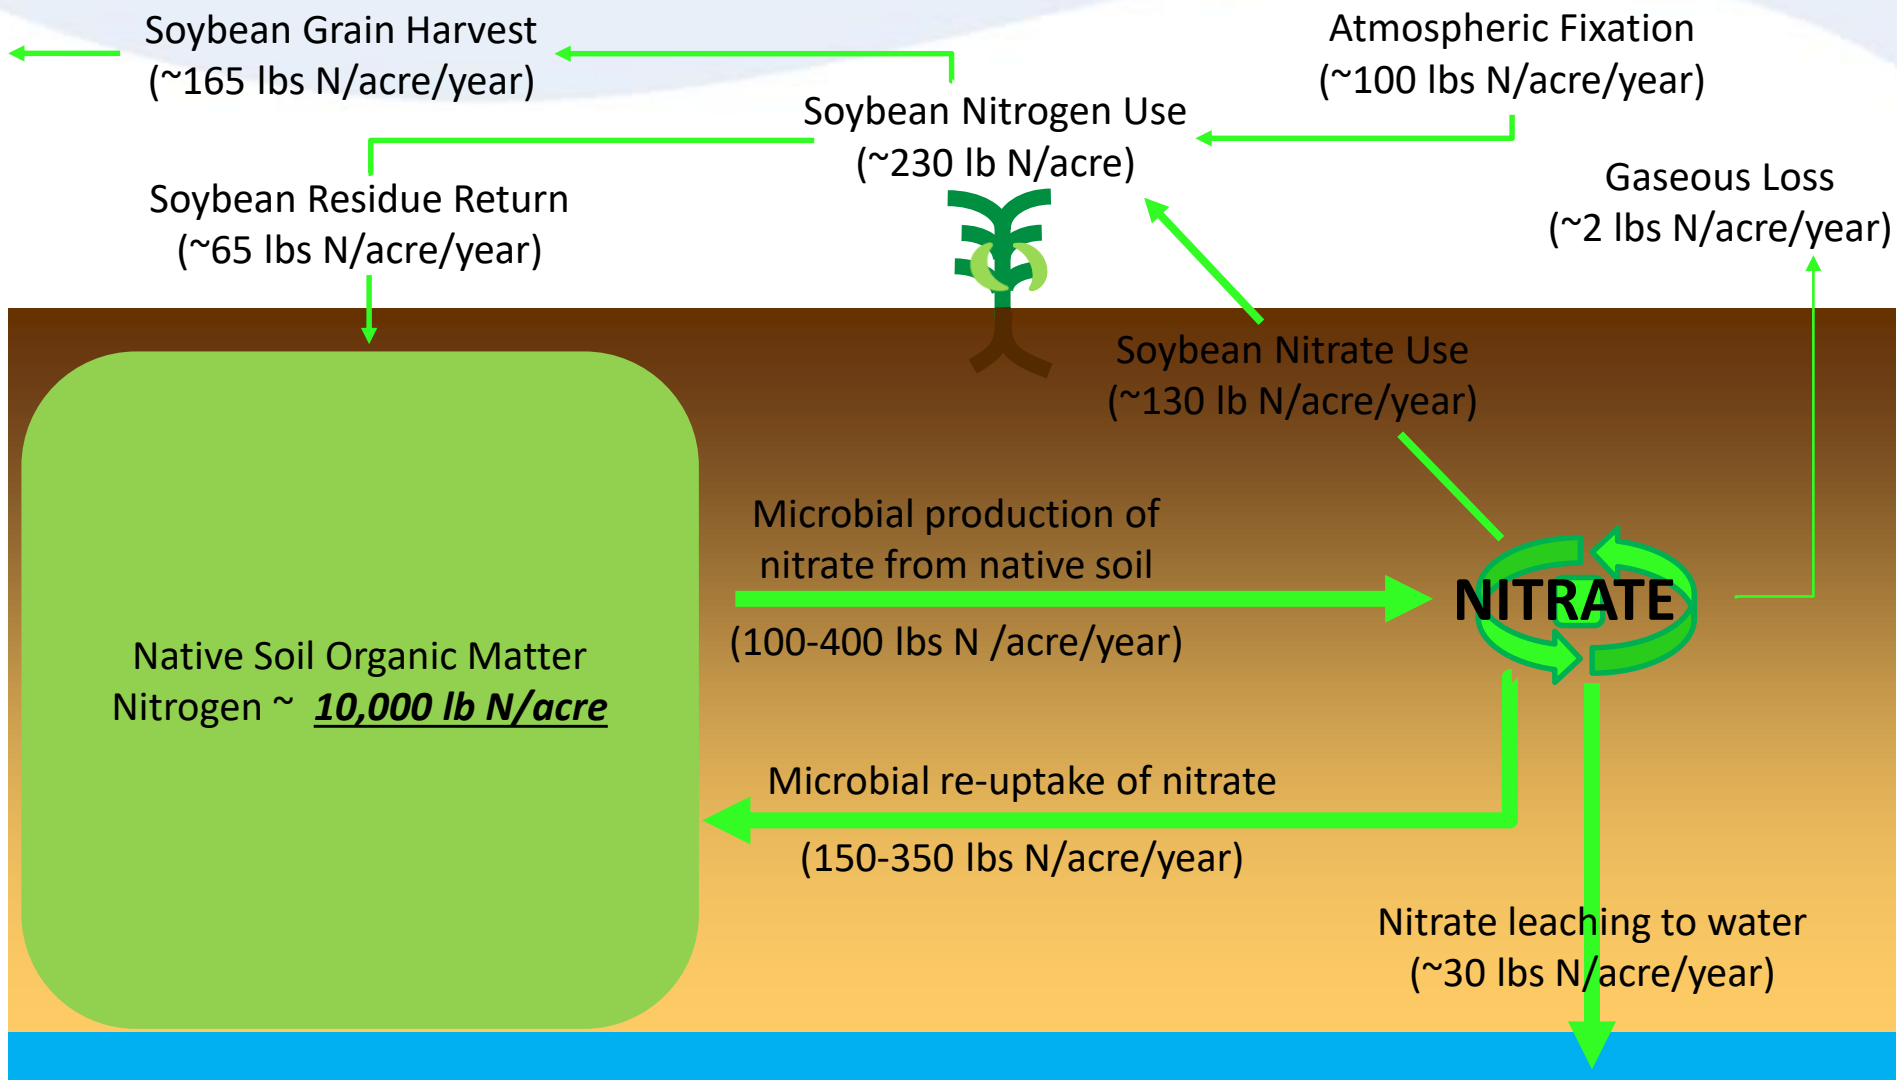 Soybean Grain Harvest
(~165 lbs N/acre/year)
Atmospheric Fixation
(~100 lbs N/acre/year)
Soybean Nitrogen Use
(~230 lb N/acre)
Soybean Residue Return
(~65 lbs N/acre/year)
Gaseous Loss
(~2 lbs N/acre/year)
Soybean Nitrate Use
(~130 lb N/acre/year)
Microbial production of
nitrate from native soil
(100-400 lbs N /acre/year)
NITRATE
Native Soil Organic Matter
Nitrogen ~ 10,000 lb N/acre
Microbial re-uptake of nitrate
(150-350 lbs N/acre/year)
Nitrate leaching to water
(~30 lbs N/acre/year)